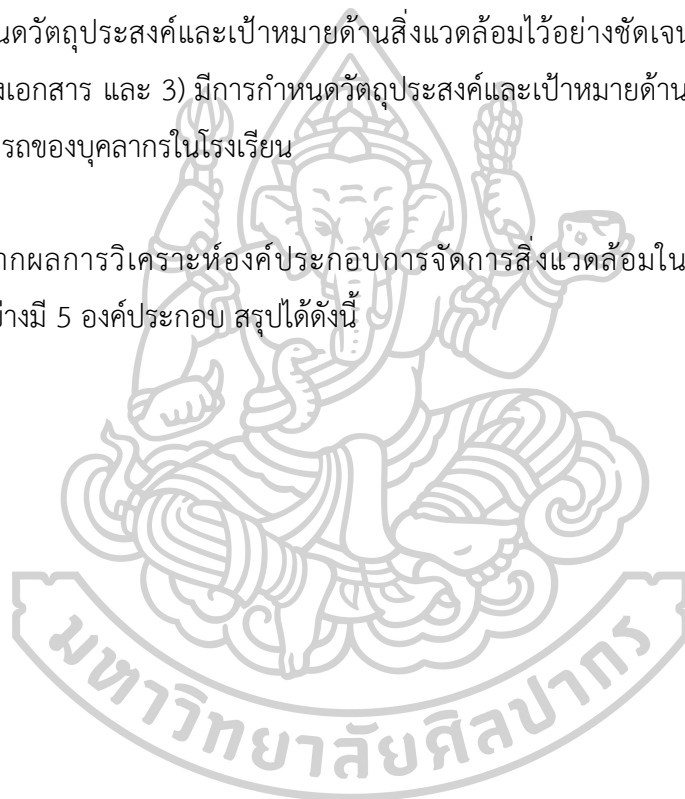 นดวัตถุประสงค์และเป้าหมายด้านสิ่งแวดล้อมไว้อย่างชัดเจน
งเอกสาร และ 3) มีการกำหนดวัตถุประสงค์และเป้าหมายด้าน
รถของบุคลากรในโรงเรียน
ากผลการวิเคราะห์องค์ประกอบการจัดการสิ่งแวดล้อมใน
ย่างมี 5 องค์ประกอบ สรุปได้ดังนี้
มหาวิทยาลัยศิลปากร